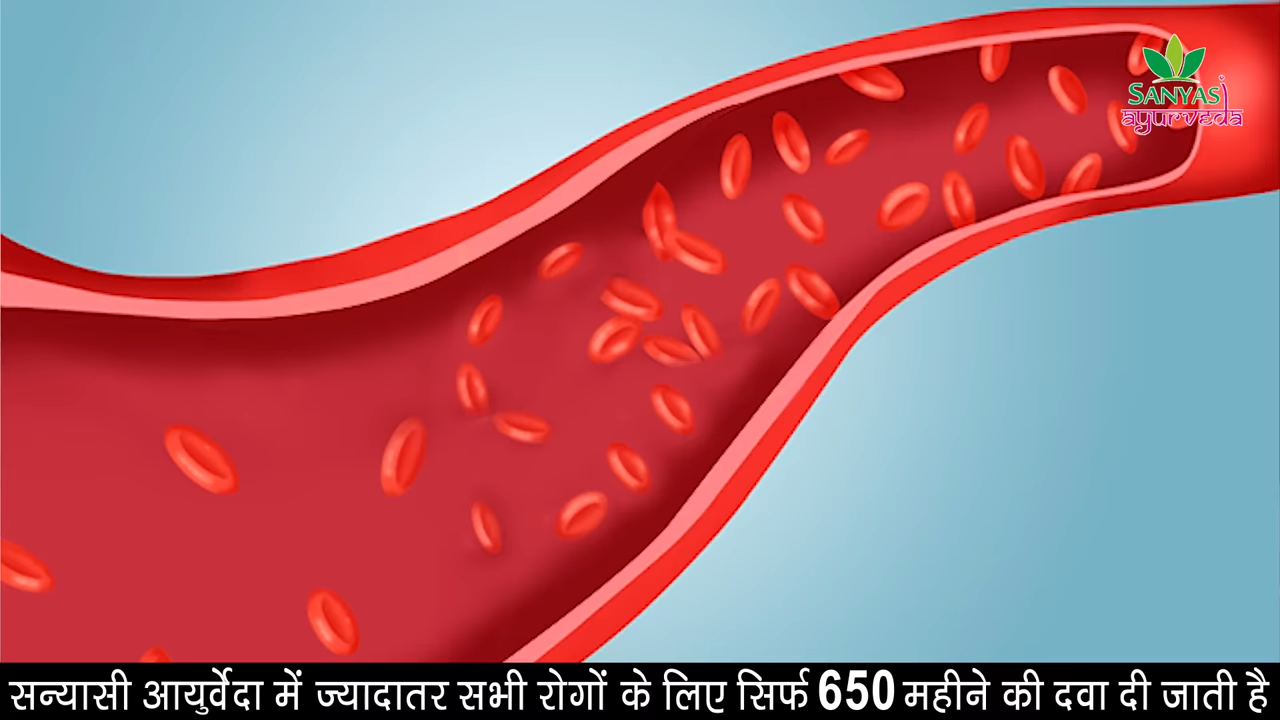 SANYASI
ayurveda
सन्यासी आयुर्वेदा में ज्यादातर सभी रोगों के लिए सिर्फ 650 महीने की दवा दी जाती है